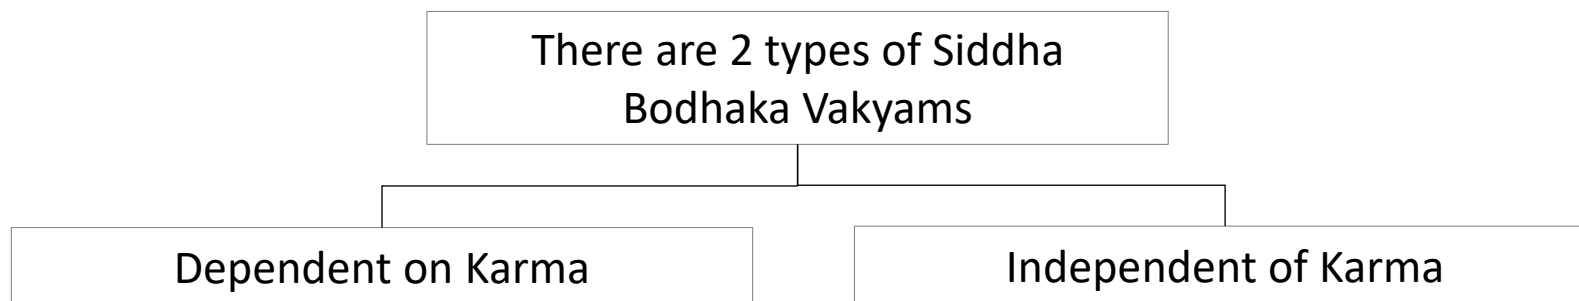 There are 2 types of Siddha
Bodhaka Vakyams
Dependent on Karma
Independent of Karma